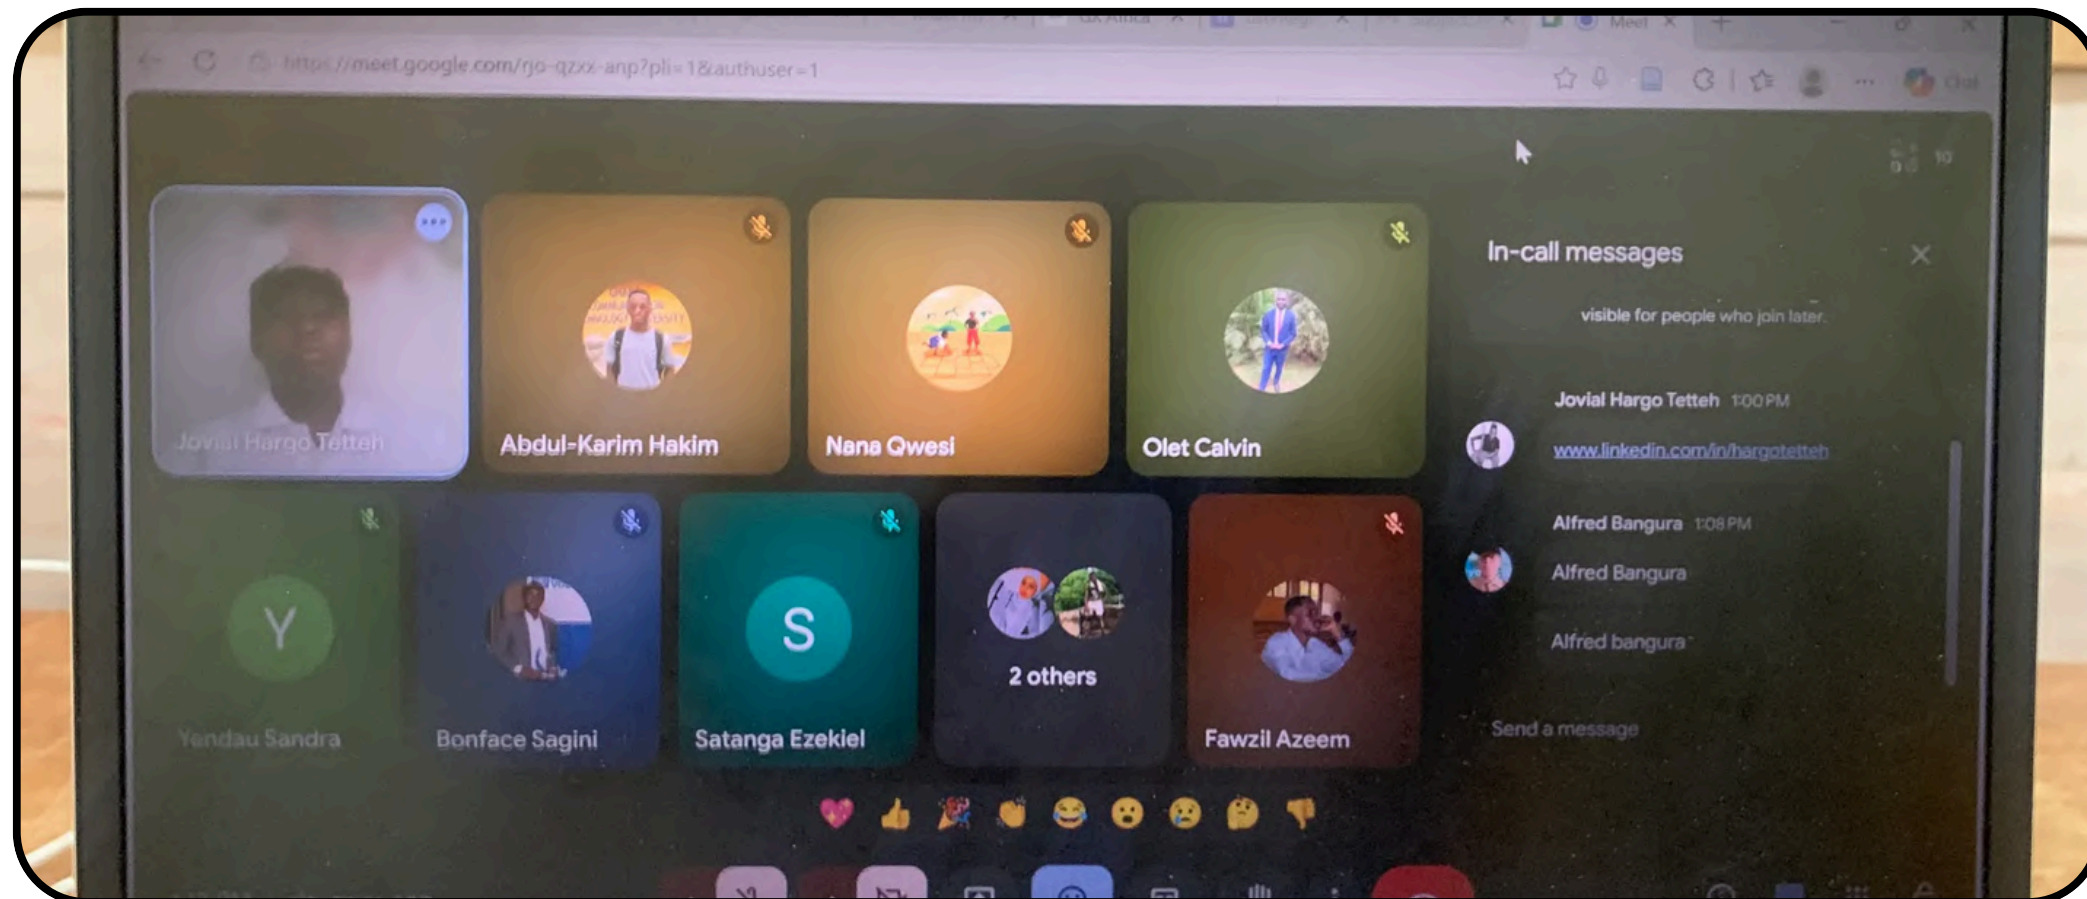 Meet
https://meet.google.com/rjo-qzxx-anp?pli=1&authuser=1
10
Jovial Hargo Tetteh
Abdul-Karim Hakim
Nana Qwesi
Olet Calvin
Y
Yendau Sandra
Bonface Sagini
S
Satanga Ezekiel
2 others
Fawzil Azeem
In-call messages
visible for people who join later.
Jovial Hargo Tetteh 1:00 PM
www.linkedin.com/in/hargotetteh
Alfred Bangura 1:08 PM
Alfred Bangura
Alfred bangura
Send a message